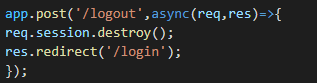 app.post('/logout',async(req,res)=>{
req.session.destroy();
res.redirect('/login');
});